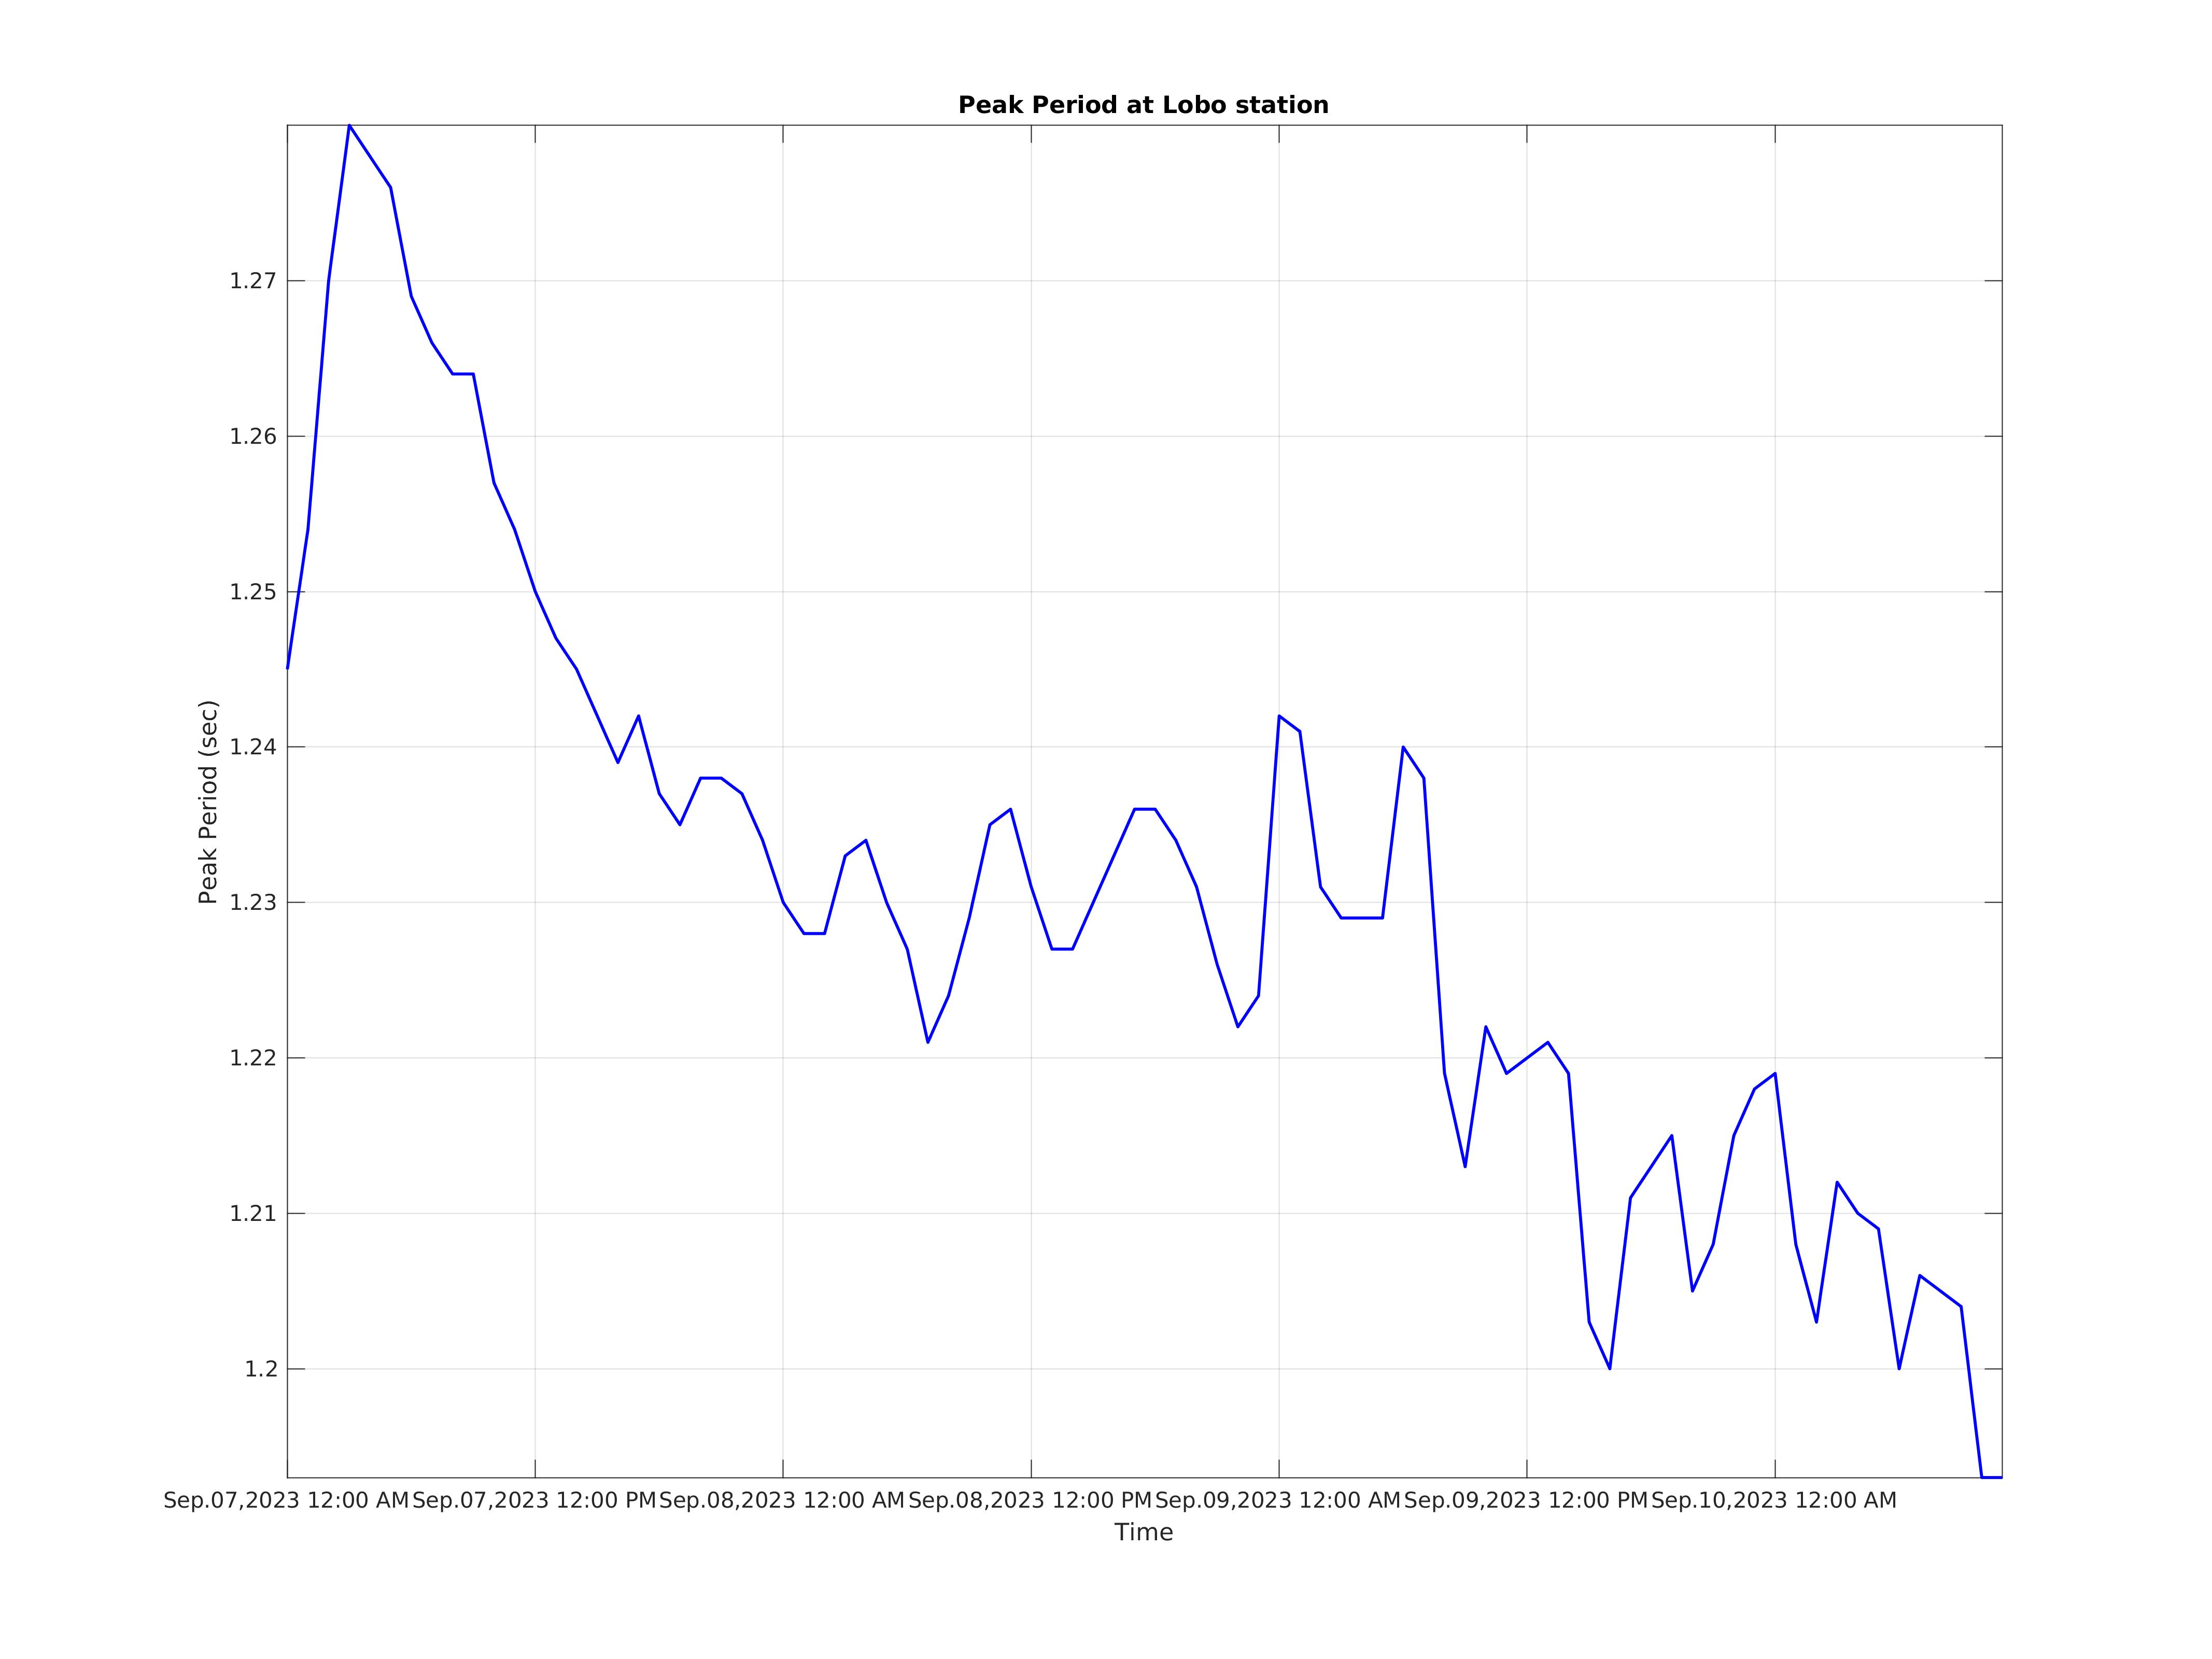 Peak Period at Lobo station
Peak Period (sec)
1.27
1.26
1.25
1.24
1.23
1.22
1.21
1.2
Sep.07,2023 12:00 AM Sep.07,2023 12:00 PM Sep.08,2023 12:00 AM Sep.08,2023 12:00 PM Sep.09,2023 12:00 AM Sep.09,2023 12:00 PM Sep.10,2023 12:00 AM
Time